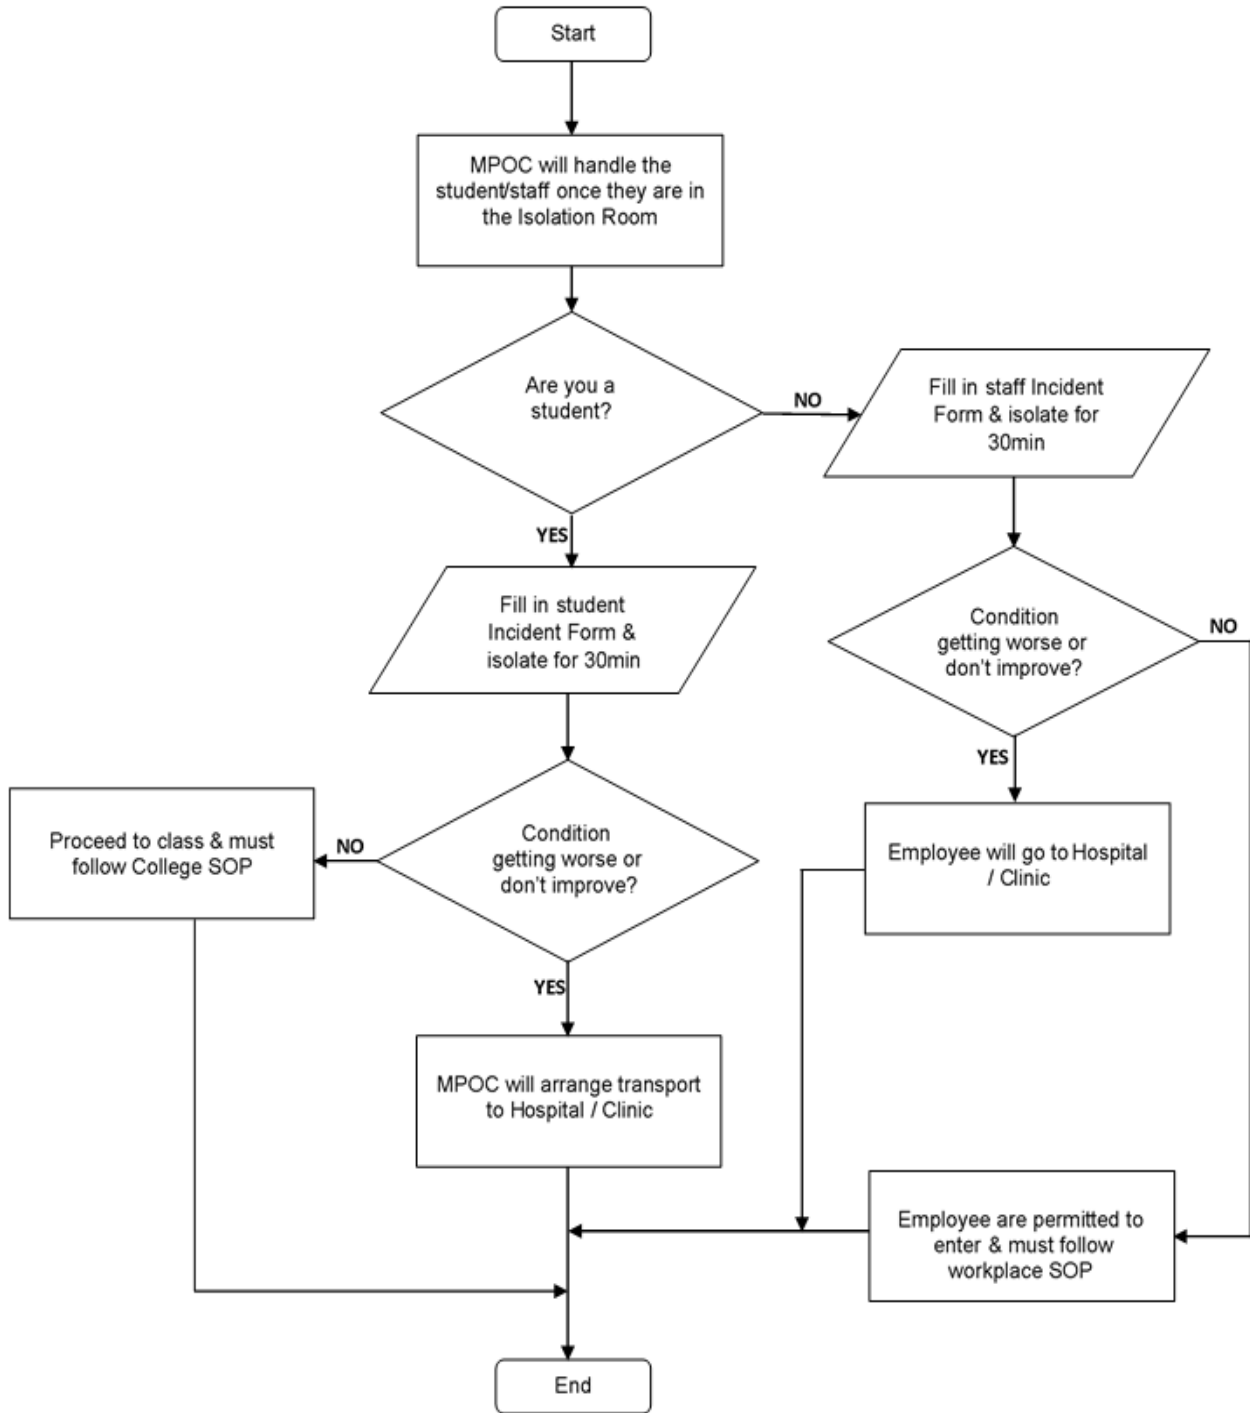 Start
MPOC will handle the
student/staff once they are in
the Isolation Room
Are you a
student?
NO
Fill in staff Incident
Form & isolate for
30min
YES
Fill in student
Incident Form &
isolate for 30min
Condition
getting worse or
don't improve?
NO
YES
Employee will go to Hospital
/ Clinic
Proceed to class & must
follow College SOP
NO
Condition
getting worse or
don't improve?
YES
MPOC will arrange transport
to Hospital / Clinic
Employee are permitted to
enter & must follow
workplace SOP
End